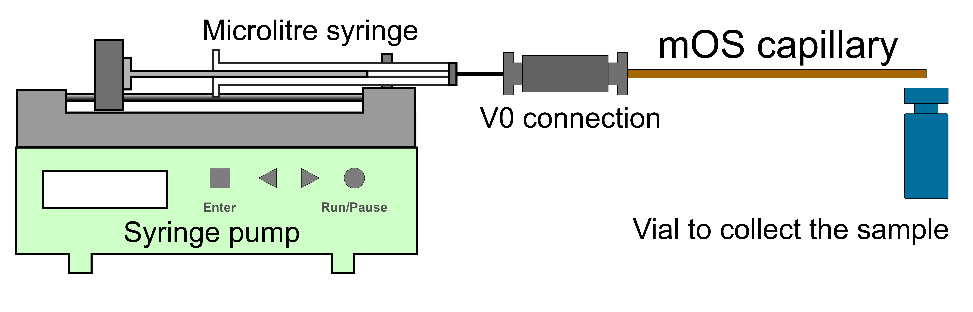 Microlitre syringe
mOS capillary
V0 connection
Enter
Run/Pause
Syringe pump
Vial to collect the sample